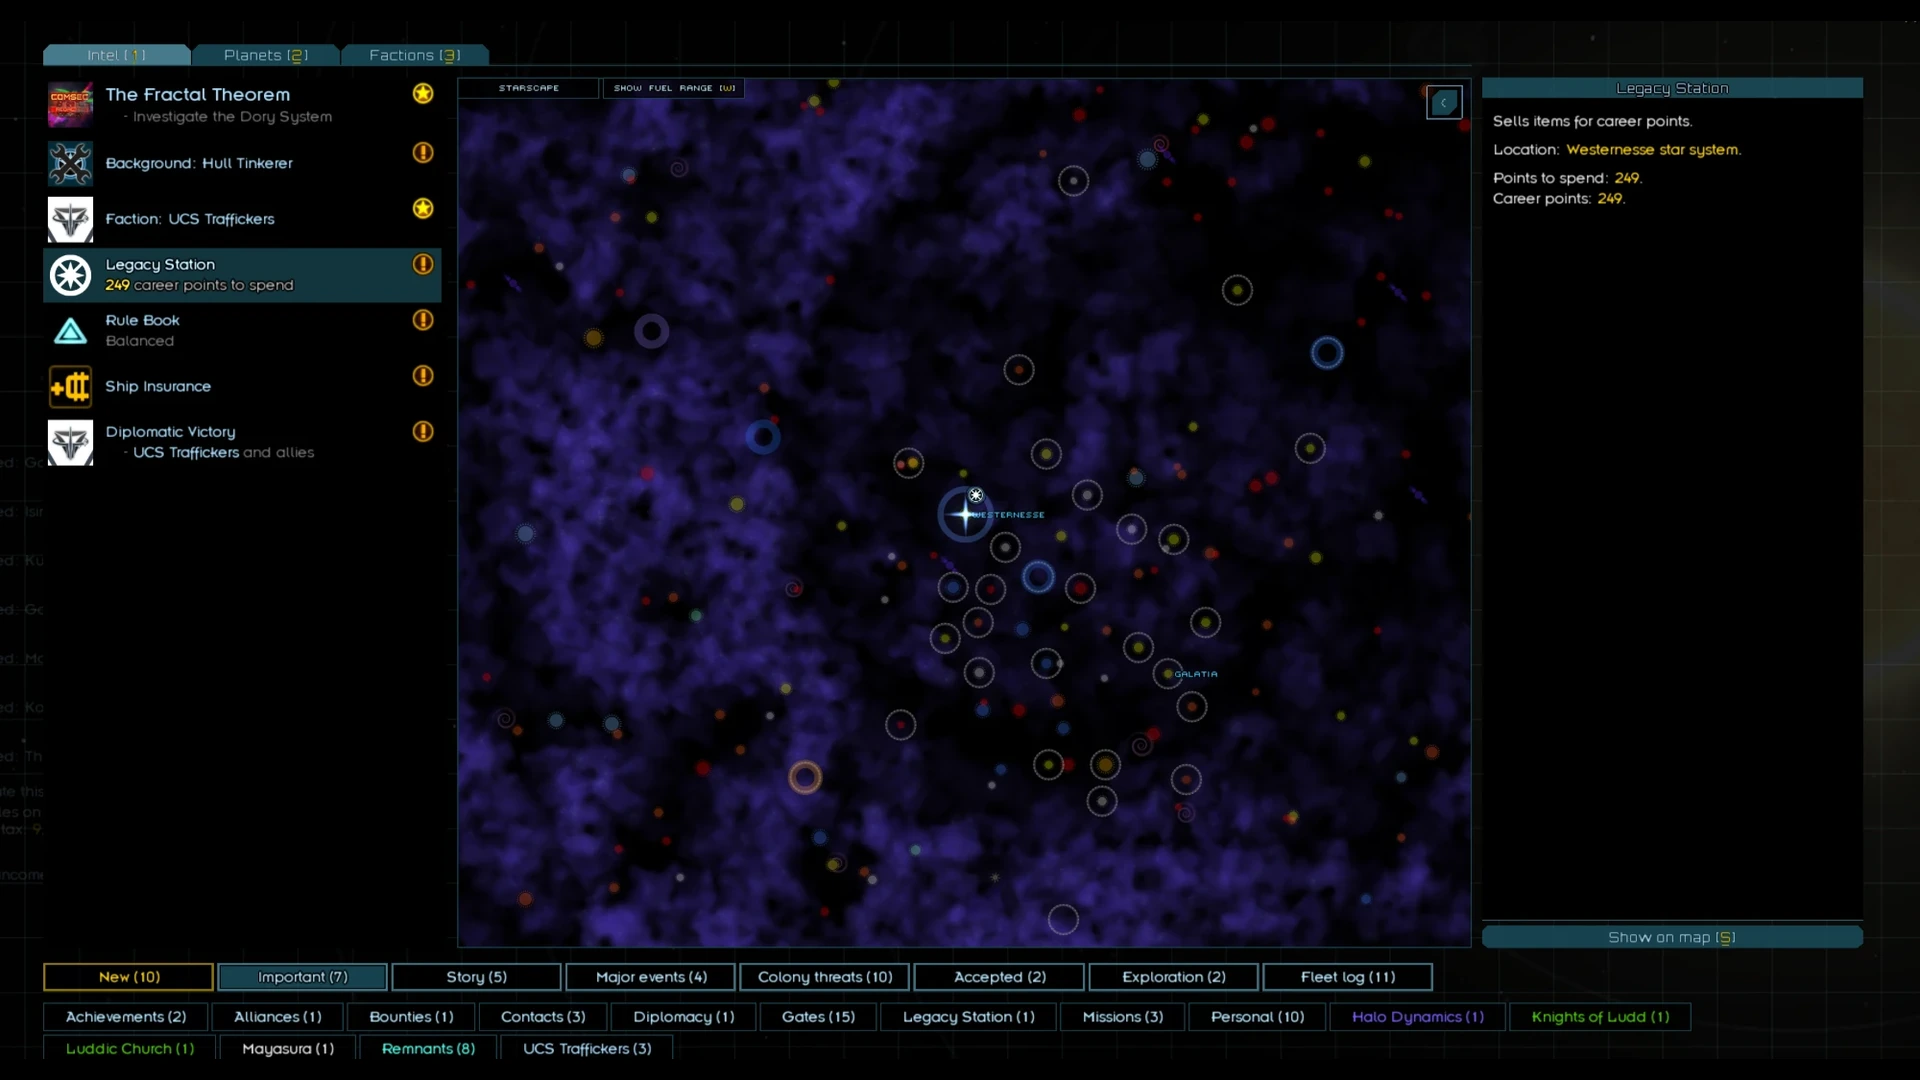 Intel [1]
Planets [2]
Factions [3]
The Fractal Theorem
- Investigate the Dory System
Background: Hull Tinkerer
Faction: UCS Traffickers
Legacy Station
249 career points to spend
Rule Book
Balanced
Ship Insurance
Diplomatic Victory
- UCS Traffickers and allies
STARSCAPE
SHOW FUEL RANGE [W]
WESTERNESSE
GALATIA
Legacy Station
Sells items for career points.
Location: Westernesse star system.
Points to spend: 249.
Career points: 249.
Show on map [S]
New (10)
Important (7)
Story (5)
Major events (4)
Colony threats (10)
Accepted (2)
Exploration (2)
Fleet log (11)
Achievements (2)
Alliances (1)
Bounties (1)
Contacts (3)
Diplomacy (1)
Gates (15)
Legacy Station (1)
Missions (3)
Personal (10)
Halo Dynamics (1)
Knights of Ludd (1)
Luddic Church (1)
Mayasura (1)
Remnants (8)
UCS Traffickers (3)